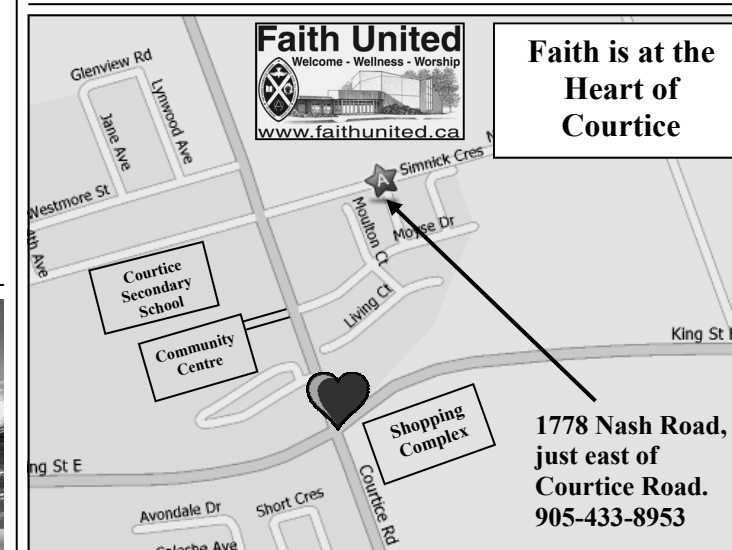 Faith United
Welcome - Wellness - Worship
www.faithunited.ca
Faith is at the
Heart of
Courtice
Glenview Rd
Lynwood Ave
Jane Ave
Westmore St
4th Ave
Simnick Cres
N
A
Moulton Ct
Moyse Dr
Courtice
Secondary
School
Living Ct
Community
Centre
King St E
Shopping
Complex
ng St E
Courtice Rd
Avondale Dr
Short Cres
1778 Nash Road,
just east of
Courtice Road.
905-433-8953